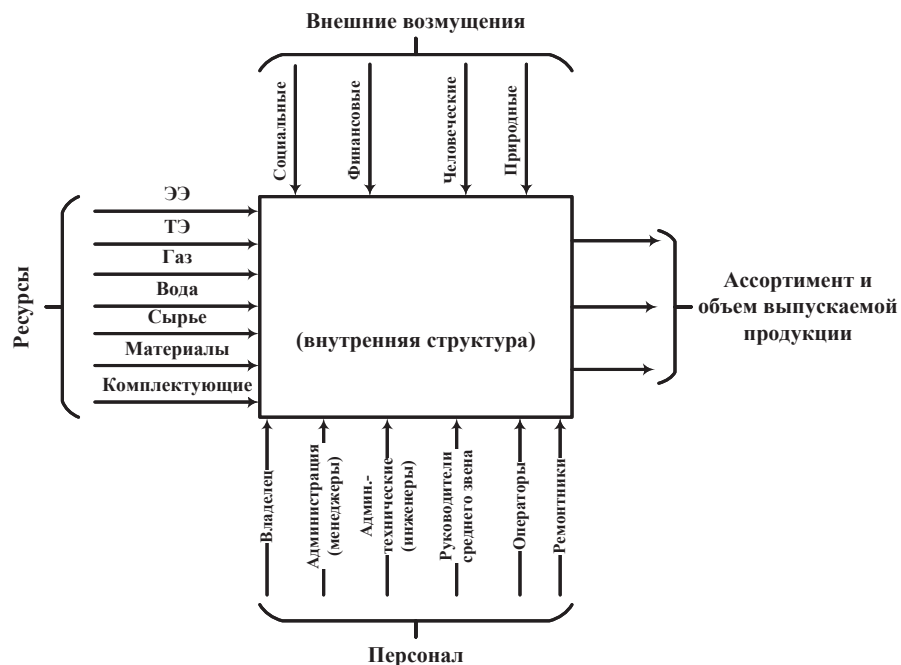 Внешние возмущения
Социальные
Финансовые
Человеческие
Природные
Ресурсы
ЭЭ
ТЭ
Газ
Вода
Сырье
Материалы
Комплектующие
(внутренняя структура)
Ассортимент и
объем выпускаемой
продукции
Владелец
Администрация
(менеджеры)
Админ.-
технические
(инженеры)
Руководители
среднего звена
Операторы
Ремонтники
Персонал